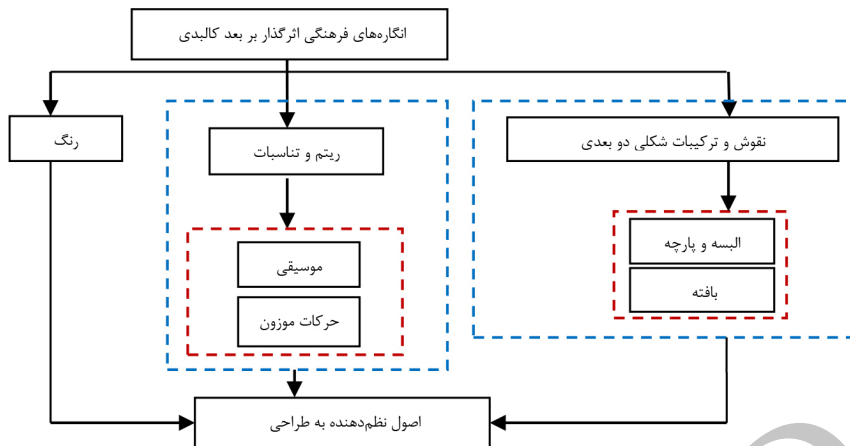 انگاره‌های فرهنگی اثرگذار بر بعد کالبدی
نقوش و ترکیبات شکلی دو بعدی
ریتم و تناسبات
رنگ
البسه و پارچه
بافته
موسیقی
حرکات موزون
اصول نظم‌دهنده به طراحی